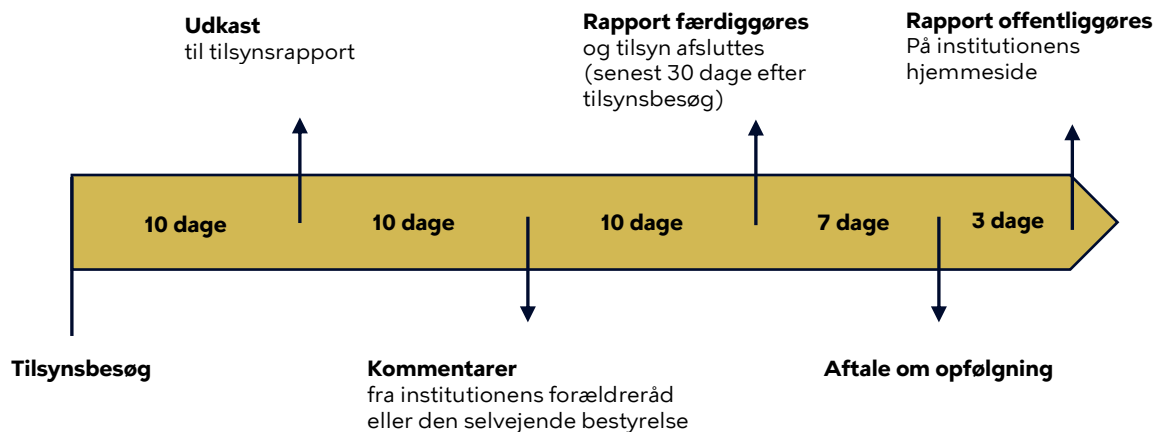 Udkast
til tilsynsrapport
Rapport færdiggøres
og tilsyn afsluttes
(senest 30 dage efter
tilsynsbesøg)
Rapport offentliggøres
På institutionens
hjemmeside
10 dage
10 dage
10 dage
7 dage
3 dage
Tilsynsbesøg
Kommentarer
fra institutionens forældreråd
eller den selvejende bestyrelse
Aftale om opfølgning